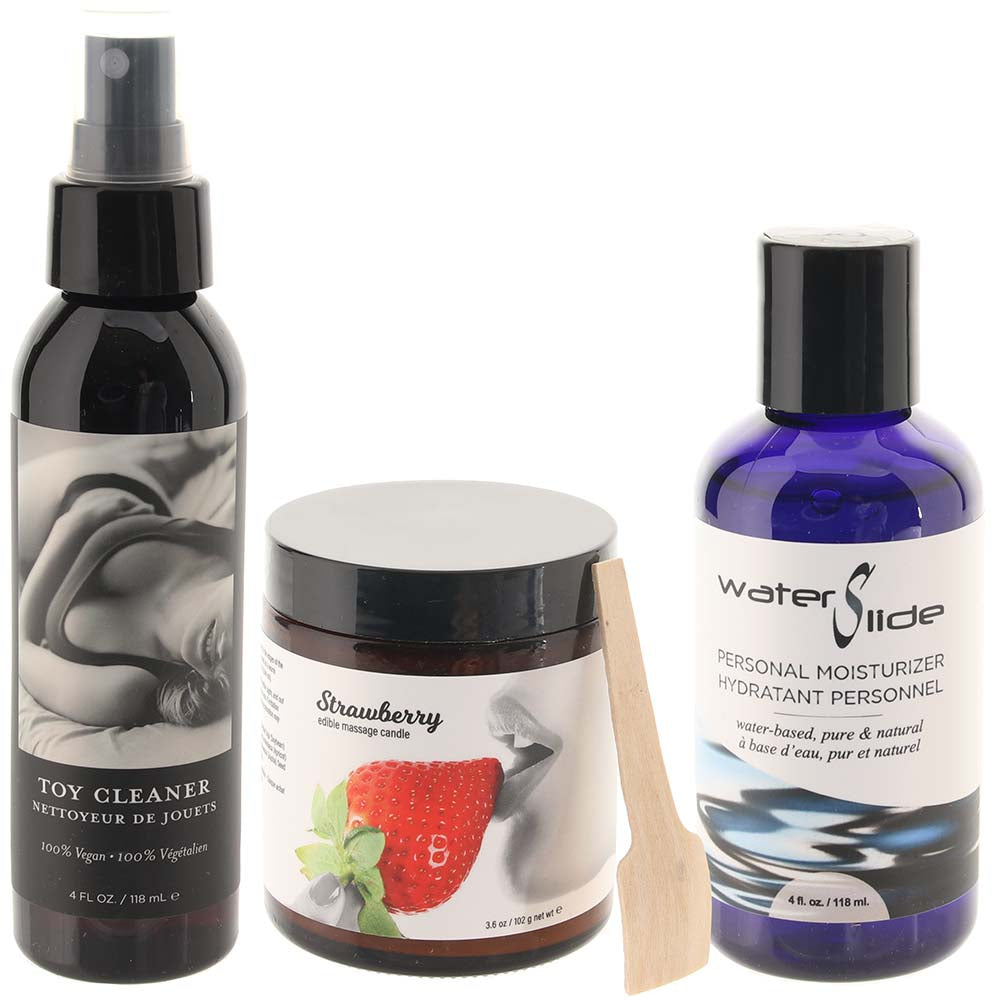 TOY CLEANER
NETTOYEUR DE JOUETS
100% Vegan • 100% Végétalien
4 FL OZ. / 118 mL ℮
Strawberry
edible massage candle
3.6 oz / 102 g net wt ℮
water Slide
PERSONAL MOISTURIZER
HYDRATANT PERSONNEL
water-based, pure & natural
à base d'eau, pur et naturel
4 fl. oz. / 118 ml.